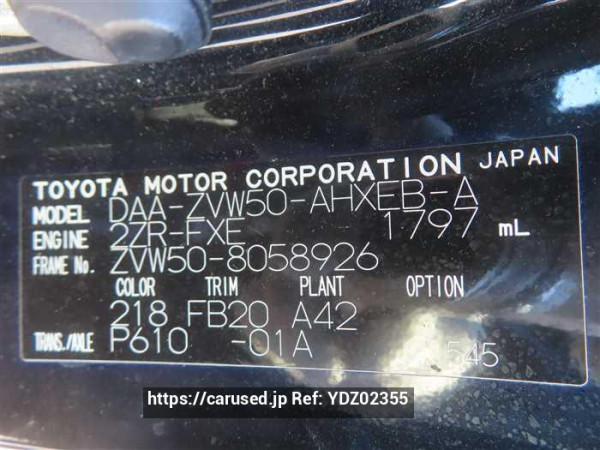 TOYOTA MOTOR CORPORATION JAPAN
MODEL DAA-ZVW50-AHXEB-A
ENGINE 2ZR-FXE 1797 mL
FRAME No. ZVW50-8058926
COLOR TRIM PLANT OPTION
218 FB20 A42
TRANS./AXLE P610 -01A
545
https://carused.jp Ref: YDZ02355